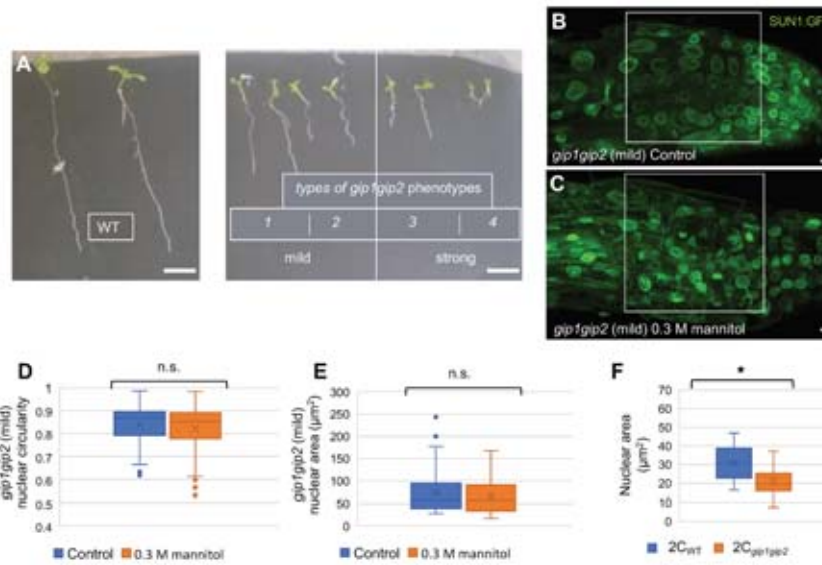 A
WT
types of gip1gip2 phenotypes
1 2 3 4
mild strong
B
SUN1:GF
gip1gip2 (mild) Control
C
gip1gip2 (mild) 0.3 M mannitol
D
n.s.
gip1gip2 (mild)
nuclear circularity
1
0.9
0.8
0.7
0.6
0.5
0.4
Control 0.3 M mannitol
E
n.s.
gip1gip2 (mild)
nuclear area (µm²)
300
250
200
150
100
50
0
Control 0.3 M mannitol
F
*
Nuclear area
(µm²)
70
60
50
40
30
20
10
0
2CWT 2Cgip1gip2